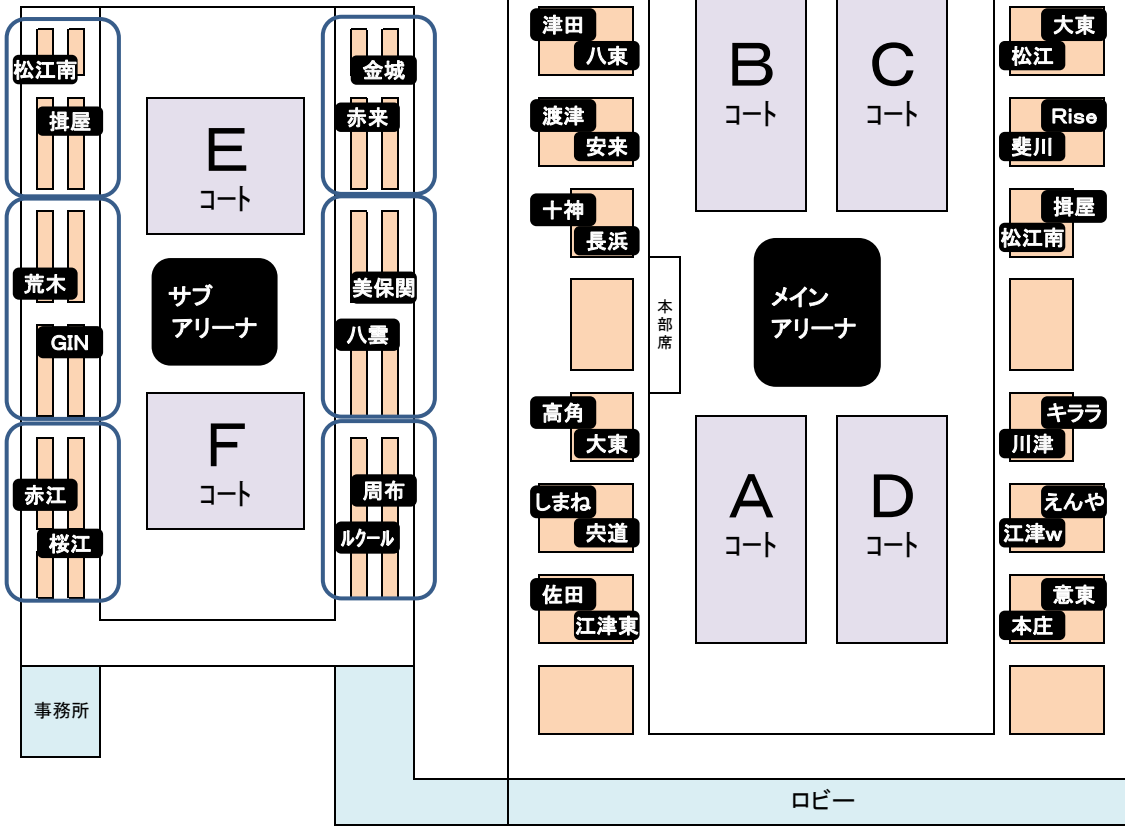 松江南
揖屋
荒木
GIN
赤江
桜江
事務所
E
コート
サブ
アリーナ
F
コート
金城
赤来
美保関
八雲
周布
ルクール
津田
八束
渡津
安来
十神
長浜
高角
大東
しまね
宍道
佐田
江津東
本部席
B
コート
C
コート
メイン
アリーナ
A
コート
D
コート
大東
松江
Rise
斐川
揖屋
松江南
キララ
川津
えんや
江津w
意東
本庄
ロビー